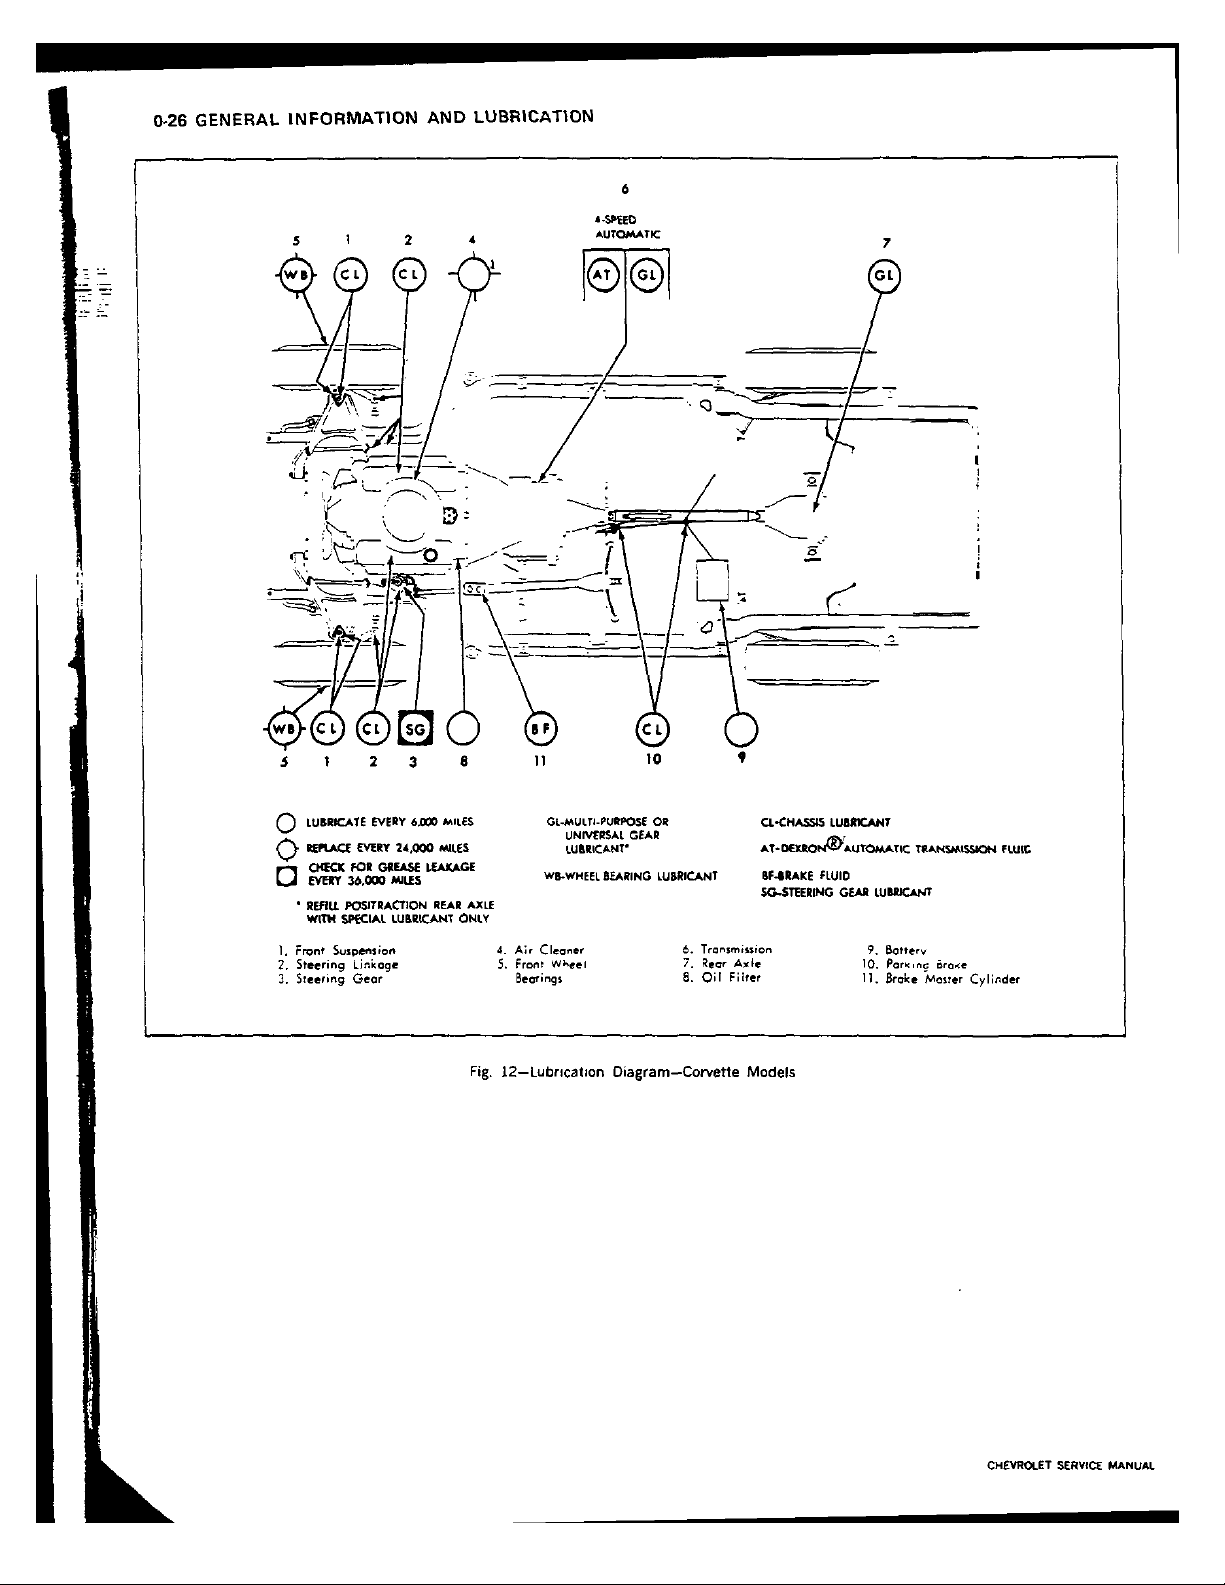 0-26 GENERAL INFORMATION AND LUBRICATION
6
4-SPEED
AUTOMATIC
5 1 2 4 7
WB CL CL 1 AT GL GL
WB CL CL SG BF CL
5 1 2 3 8 11 10 9
LUBRICATE EVERY 6,000 MILES
REPLACE EVERY 24,000 MILES
CHECK FOR GREASE LEAKAGE
EVERY 36,000 MILES
* REFILL POSITRACTION REAR AXLE
WITH SPECIAL LUBRICANT ONLY
GL-MULTI-PURPOSE OR
UNIVERSAL GEAR
LUBRICANT*
WB-WHEEL BEARING LUBRICANT
CL-CHASSIS LUBRICANT
AT-DEXRON® AUTOMATIC TRANSMISSION FLUID
BF-BRAKE FLUID
SG-STEERING GEAR LUBRICANT
1. Front Suspension
2. Steering Linkage
3. Steering Gear
4. Air Cleaner
5. Front Wheel
Bearings
6. Transmission
7. Rear Axle
8. Oil Filter
9. Battery
10. Parking Brake
11. Brake Master Cylinder
Fig. 12—Lubrication Diagram—Corvette Models
CHEVROLET SERVICE MANUAL